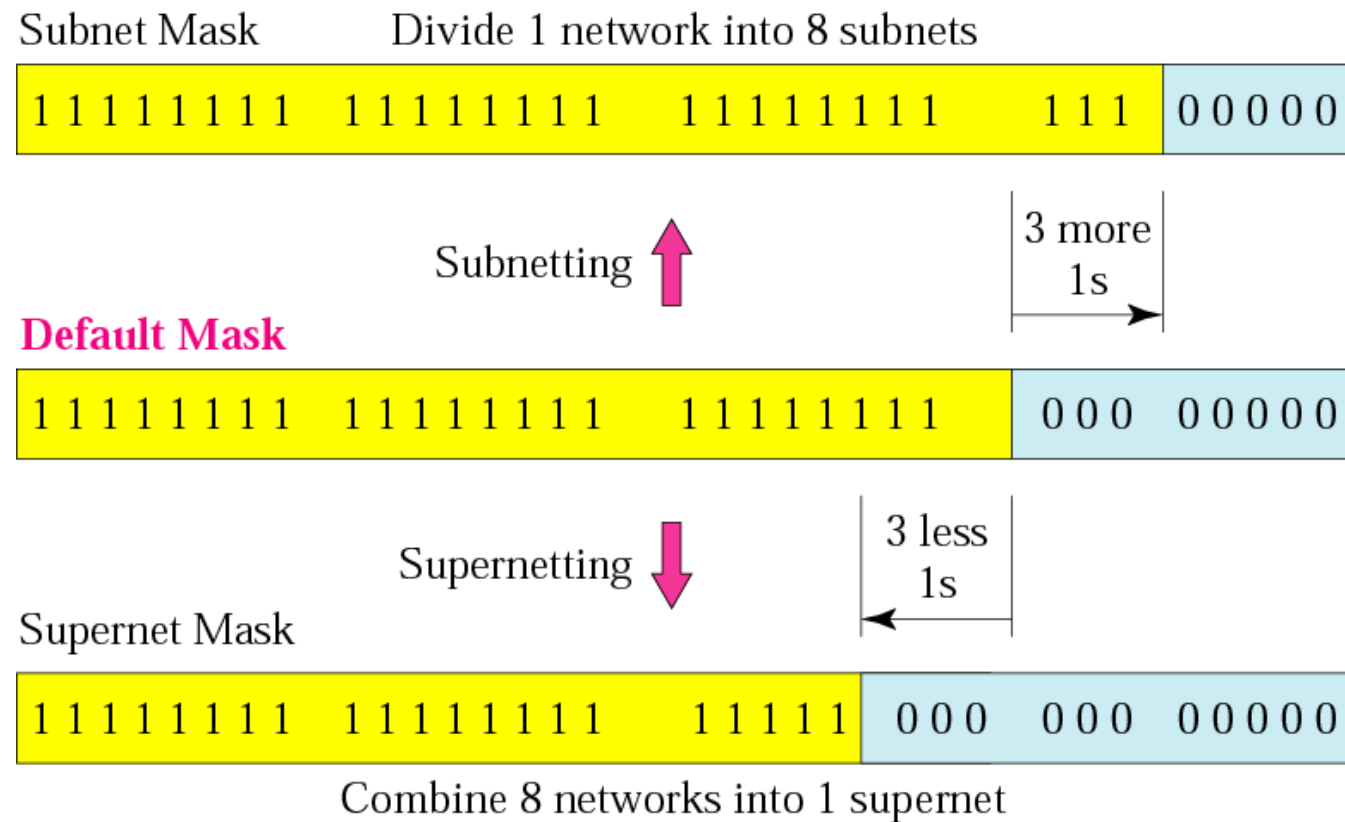 Subnet Mask Divide 1 network into 8 subnets
1 1 1 1 1 1 1 1 1 1 1 1 1 1 1 1 1 1 1 1 1 1 1 1 1 1 1 0 0 0 0 0
Subnetting
3 more
1s
Default Mask
1 1 1 1 1 1 1 1 1 1 1 1 1 1 1 1 1 1 1 1 1 1 1 1 0 0 0 0 0 0 0 0
Supernetting
3 less
1s
Supernet Mask
1 1 1 1 1 1 1 1 1 1 1 1 1 1 1 1 1 1 1 1 1 0 0 0 0 0 0 0 0 0 0 0
Combine 8 networks into 1 supernet